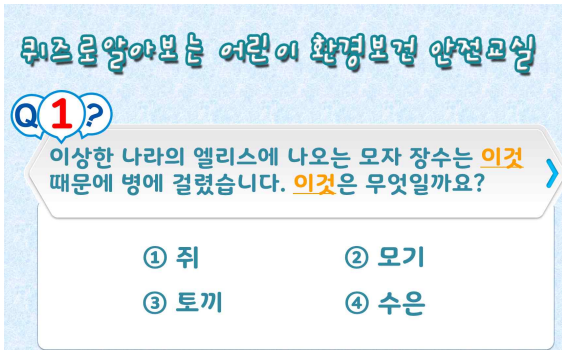 퀴즈로알아보는 어린이 환경보건 안전교실
Q 1 ?
이상한 나라의 엘리스에 나오는 모자 장수는 이것
때문에 병에 걸렸습니다. 이것은 무엇일까요?
① 쥐 ② 모기
③ 토끼 ④ 수은